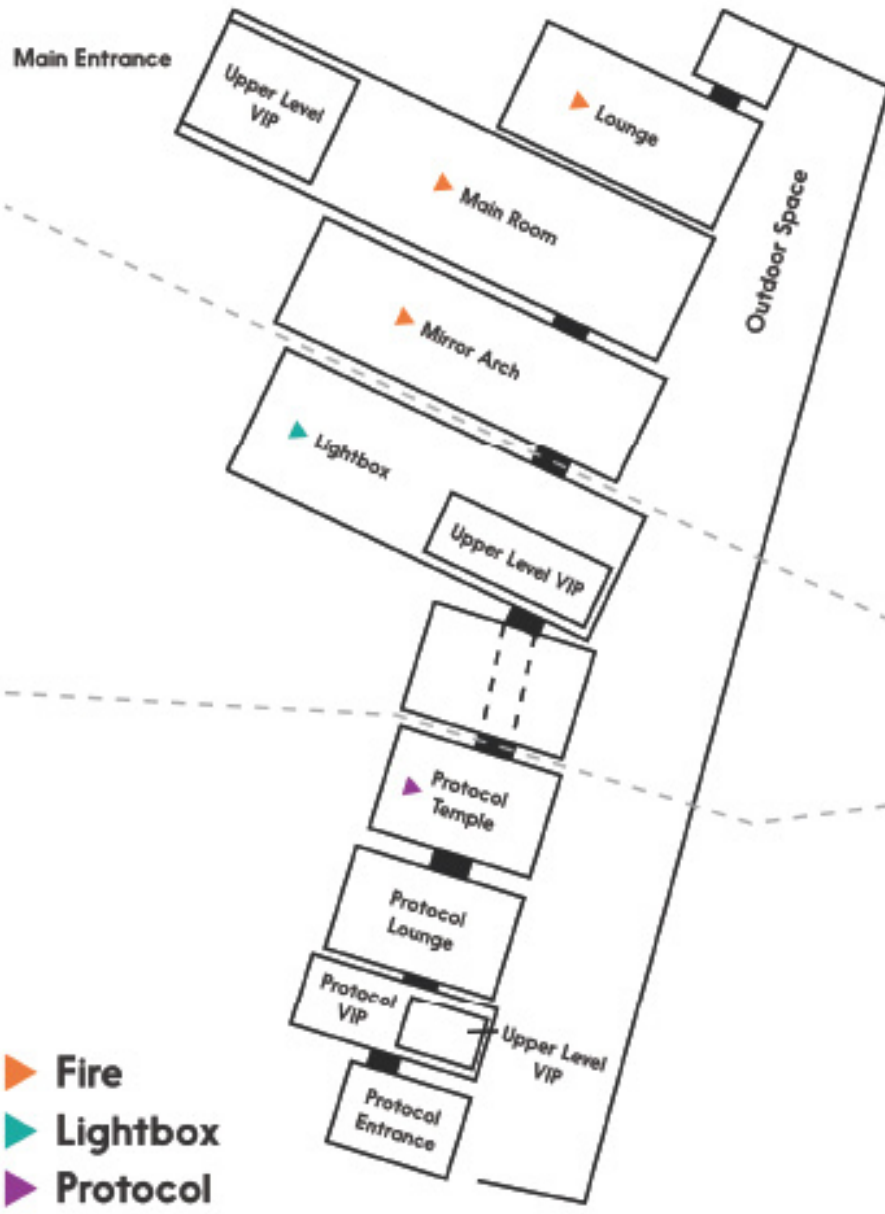 Main Entrance
Upper Level
VIP
Lounge
Main Room
Outdoor Space
Mirror Arch
Lightbox
Upper Level VIP
Protocol
Temple
Protocol
Lounge
Protocol
VIP
Upper Level
VIP
Protocol
Entrance
Fire
Lightbox
Protocol